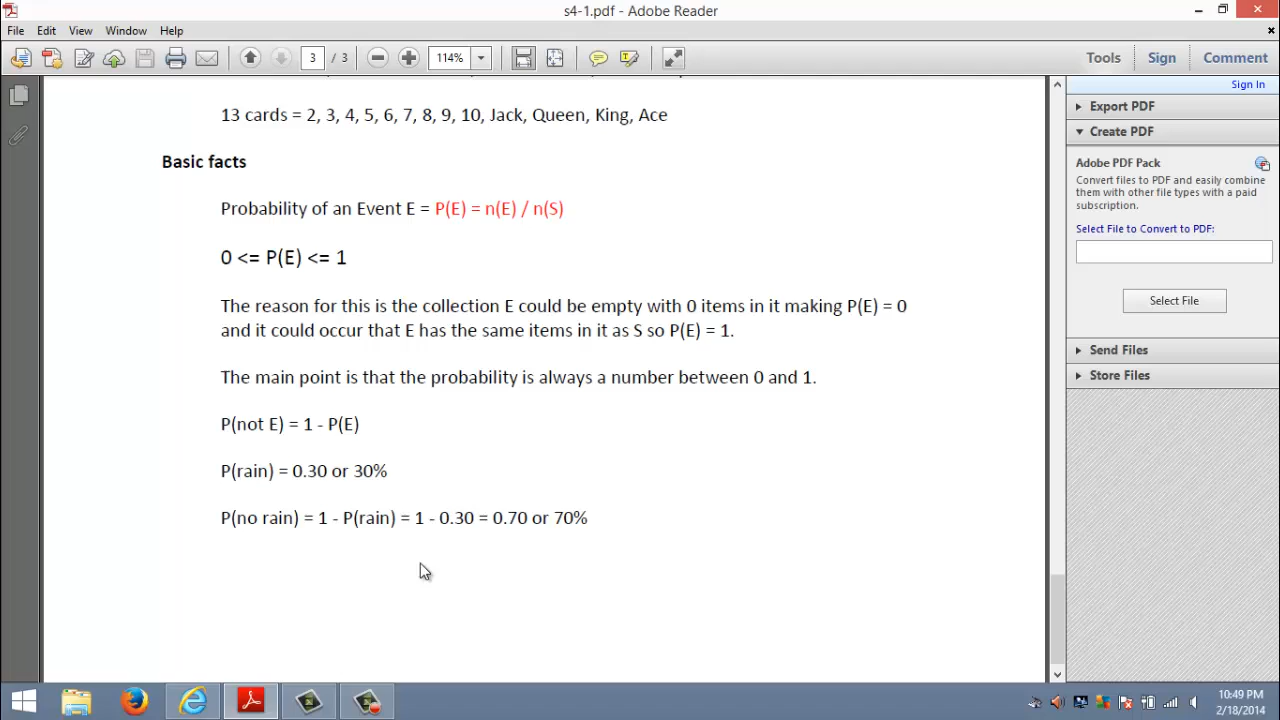 s4-1.pdf - Adobe Reader
File Edit View Window Help
3 / 3 114% Tools Sign Comment
Sign In
13 cards = 2, 3, 4, 5, 6, 7, 8, 9, 10, Jack, Queen, King, Ace
Basic facts
Probability of an Event E = P(E) = n(E) / n(S)
0 <= P(E) <= 1
The reason for this is the collection E could be empty with 0 items in it making P(E) = 0
and it could occur that E has the same items in it as S so P(E) = 1.
The main point is that the probability is always a number between 0 and 1.
P(not E) = 1 - P(E)
P(rain) = 0.30 or 30%
P(no rain) = 1 - P(rain) = 1 - 0.30 = 0.70 or 70%
Export PDF
Create PDF
Adobe PDF Pack
Convert files to PDF and easily combine
them with other file types with a paid
subscription.
Select File to Convert to PDF:
Select File
Send Files
Store Files
10:49 PM
2/18/2014